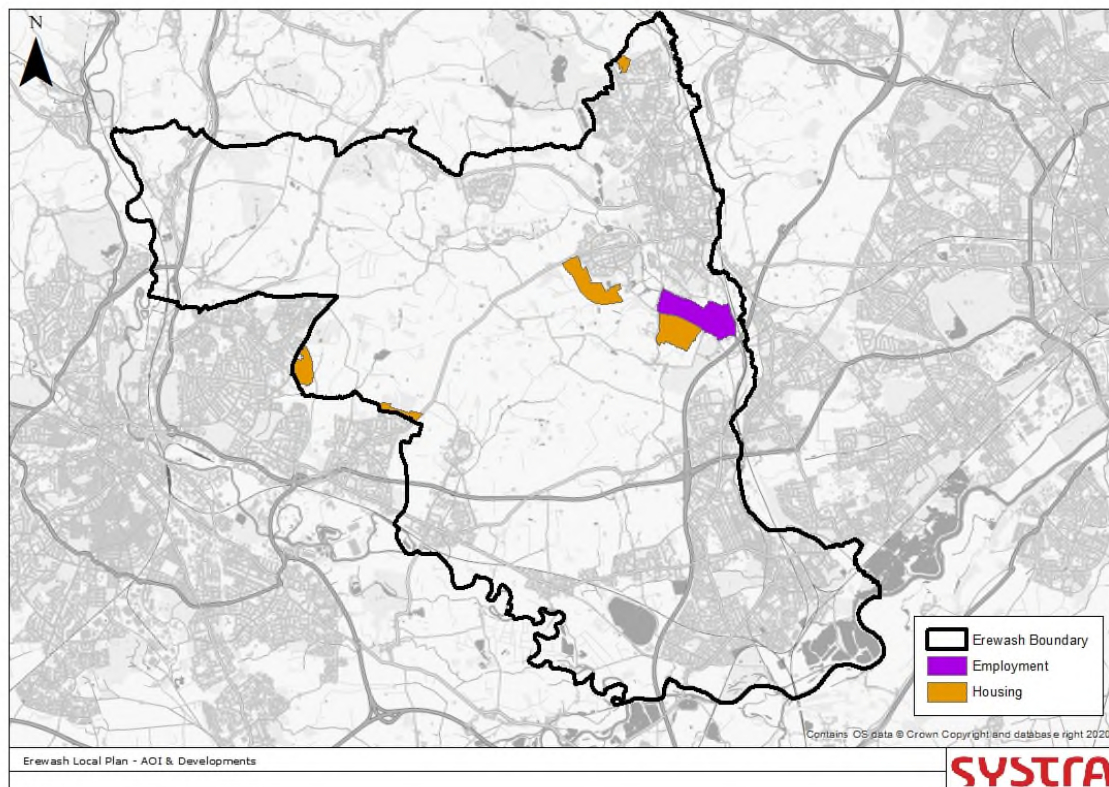 N
Erewash Boundary
Employment
Housing
Contains OS data © Crown Copyright and database right 2020
Erewash Local Plan - AOI & Developments
SYSTRA